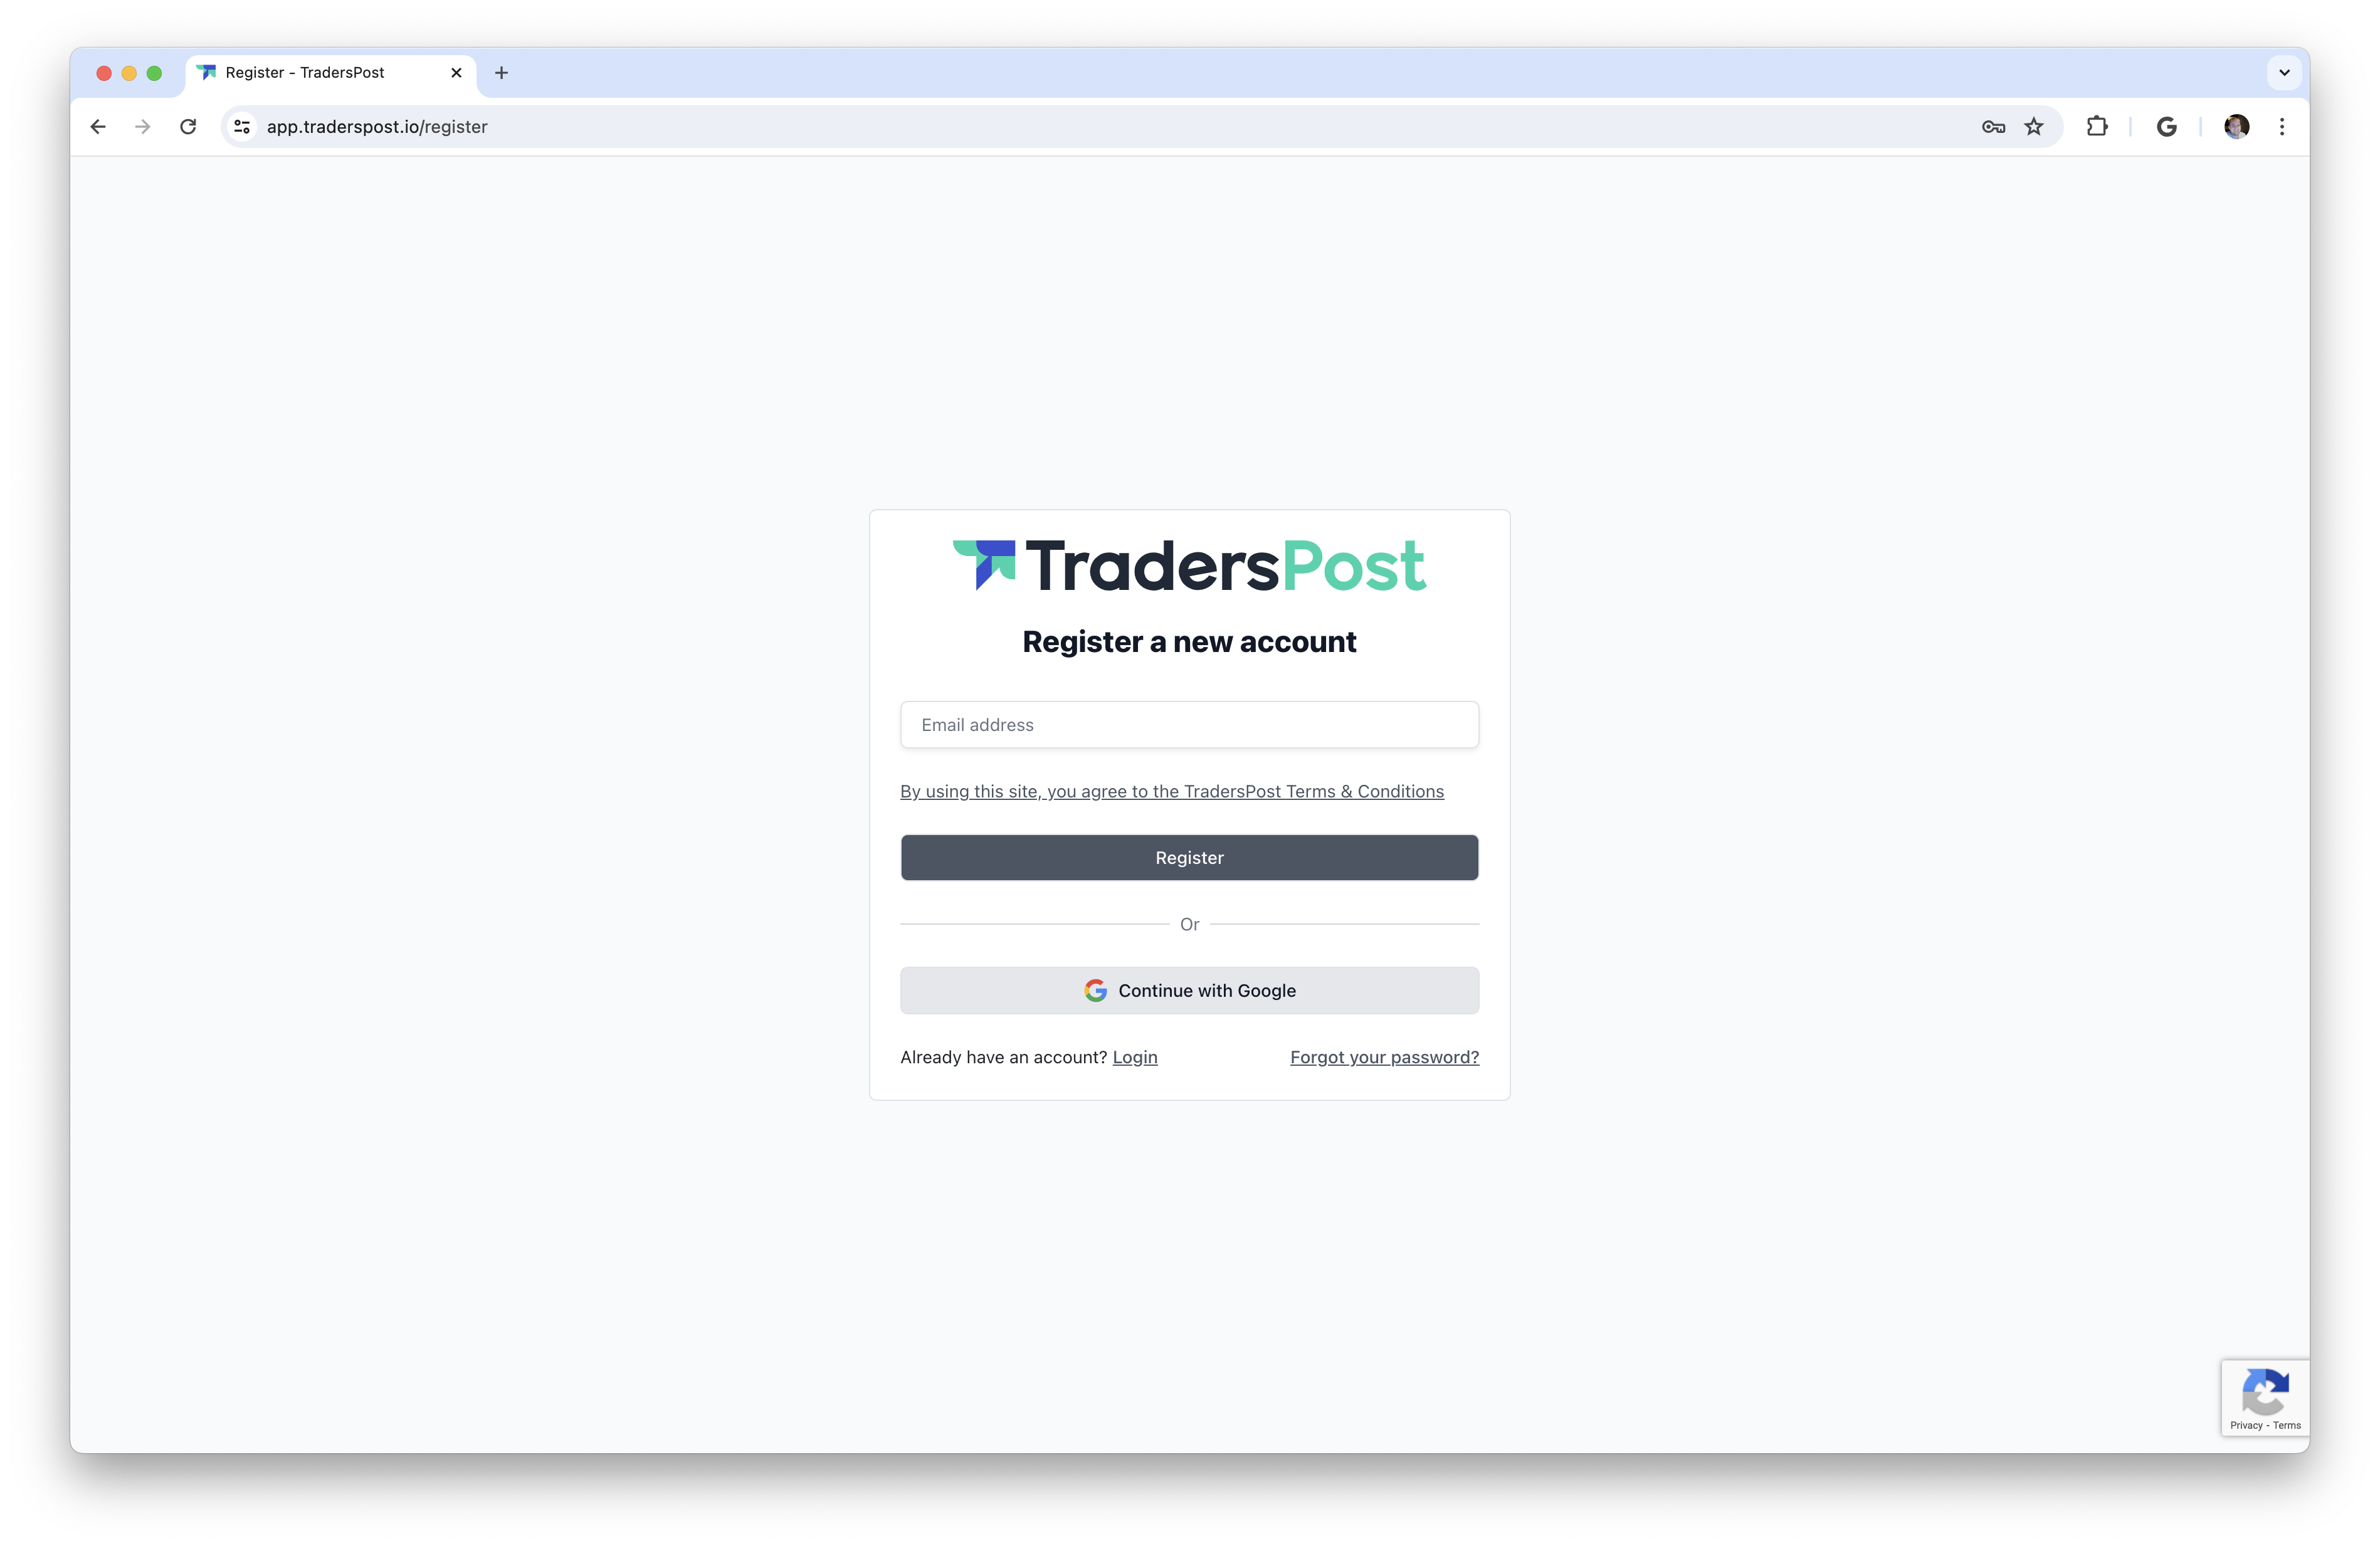 Register - TradersPost
app.traderspost.io/register
TradersPost
Register a new account
Email address
By using this site, you agree to the TradersPost Terms & Conditions
Register
Or
Continue with Google
Already have an account? Login
Forgot your password?
Privacy - Terms